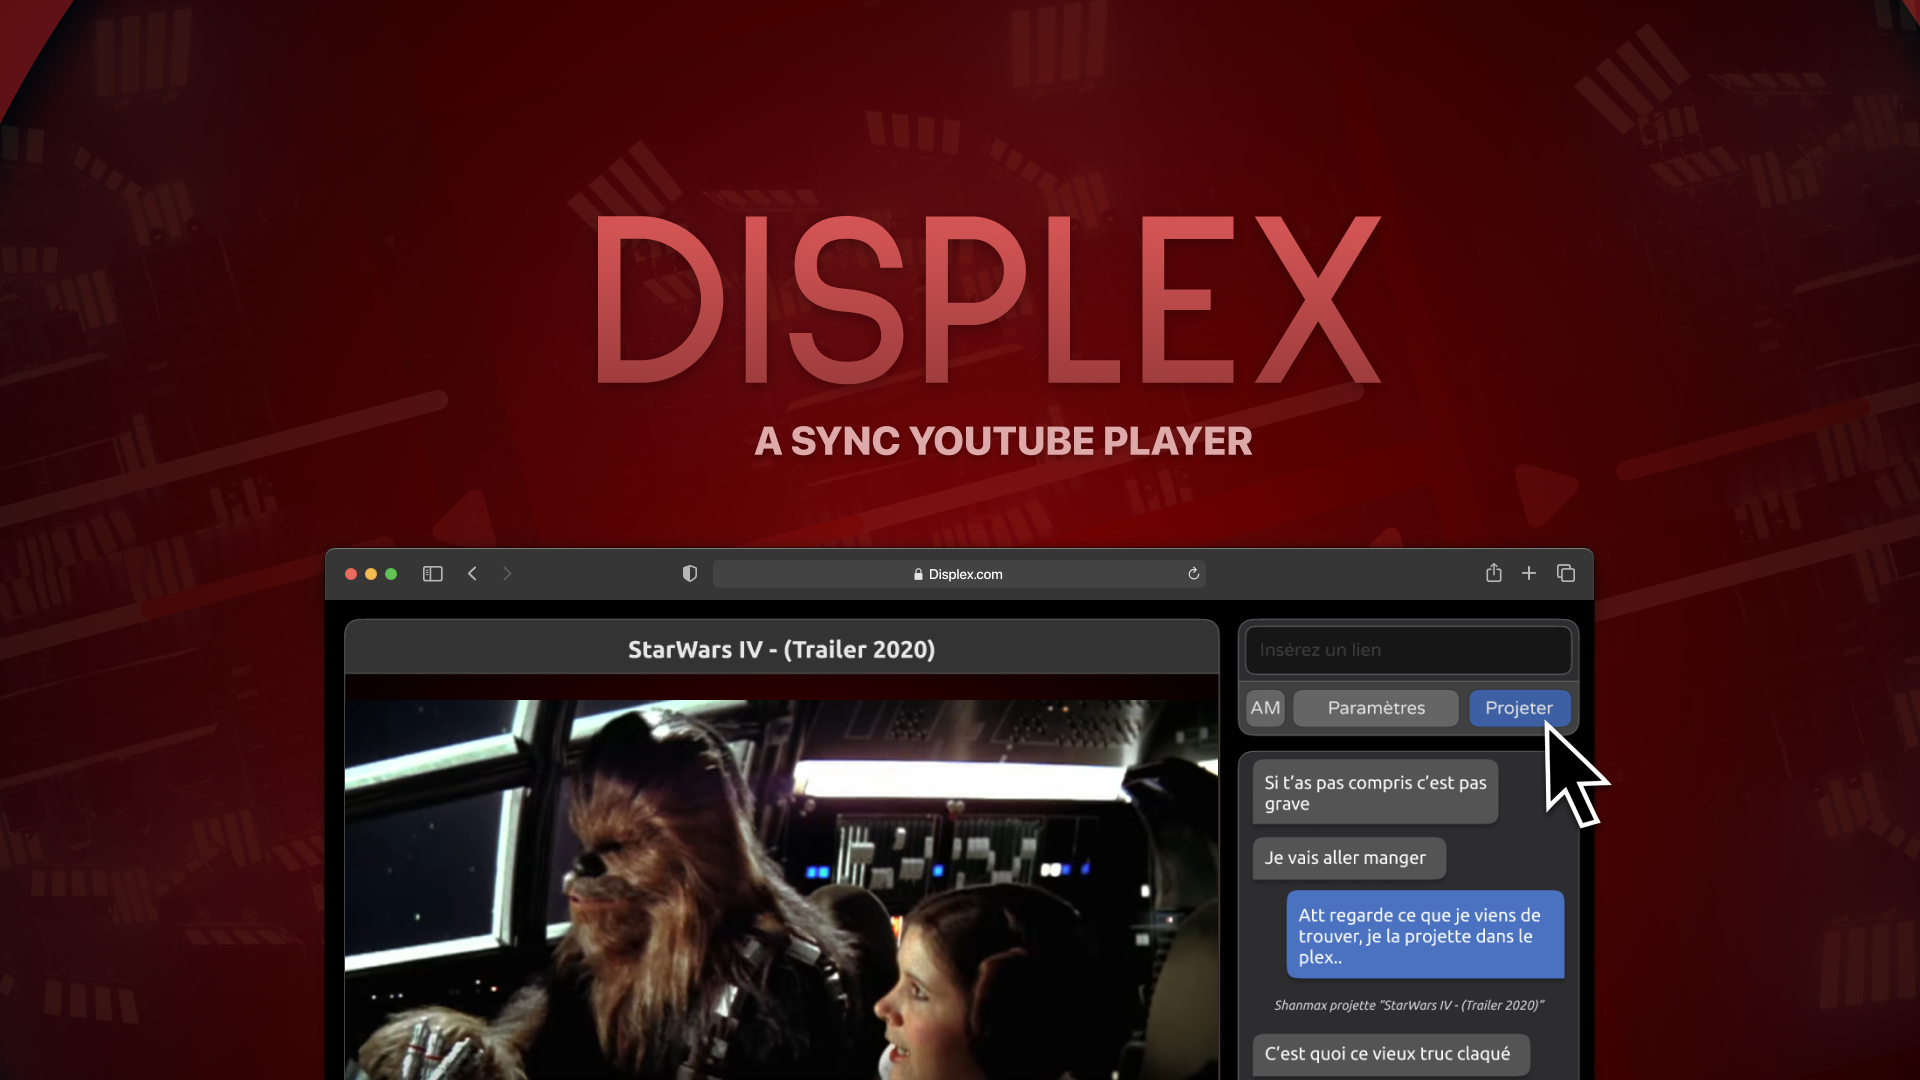 DISPLEX
A SYNC YOUTUBE PLAYER
Displex.com
StarWars IV - (Trailer 2020)
Insérez un lien
AM
Paramètres
Projeter
Si t’as pas compris c’est pas
grave
Je vais aller manger
Att regarde ce que je viens de
trouver, je la projette dans le
plex..
Shanmax projette “StarWars IV - (Trailer 2020)”
C’est quoi ce vieux truc claqué